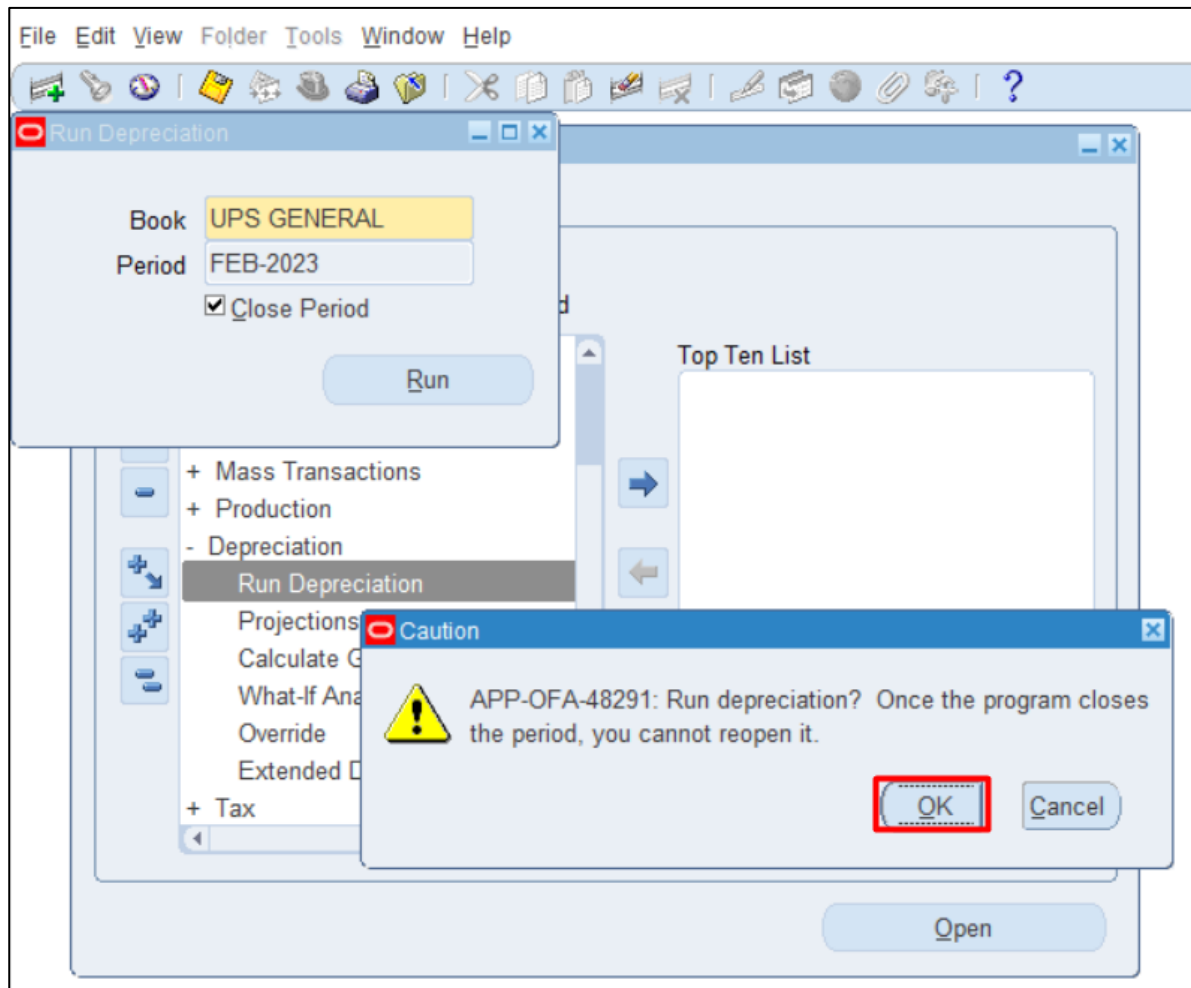 File Edit View Folder Tools Window Help
Run Depreciation
Book UPS GENERAL
Period FEB-2023
Close Period
Run
d
Top Ten List
+ Mass Transactions
+ Production
- Depreciation
Run Depreciation
Projections
Calculate G
What-If Ana
Override
Extended D
+ Tax
Caution
APP-OFA-48291: Run depreciation? Once the program closes
the period, you cannot reopen it.
OK Cancel
Open